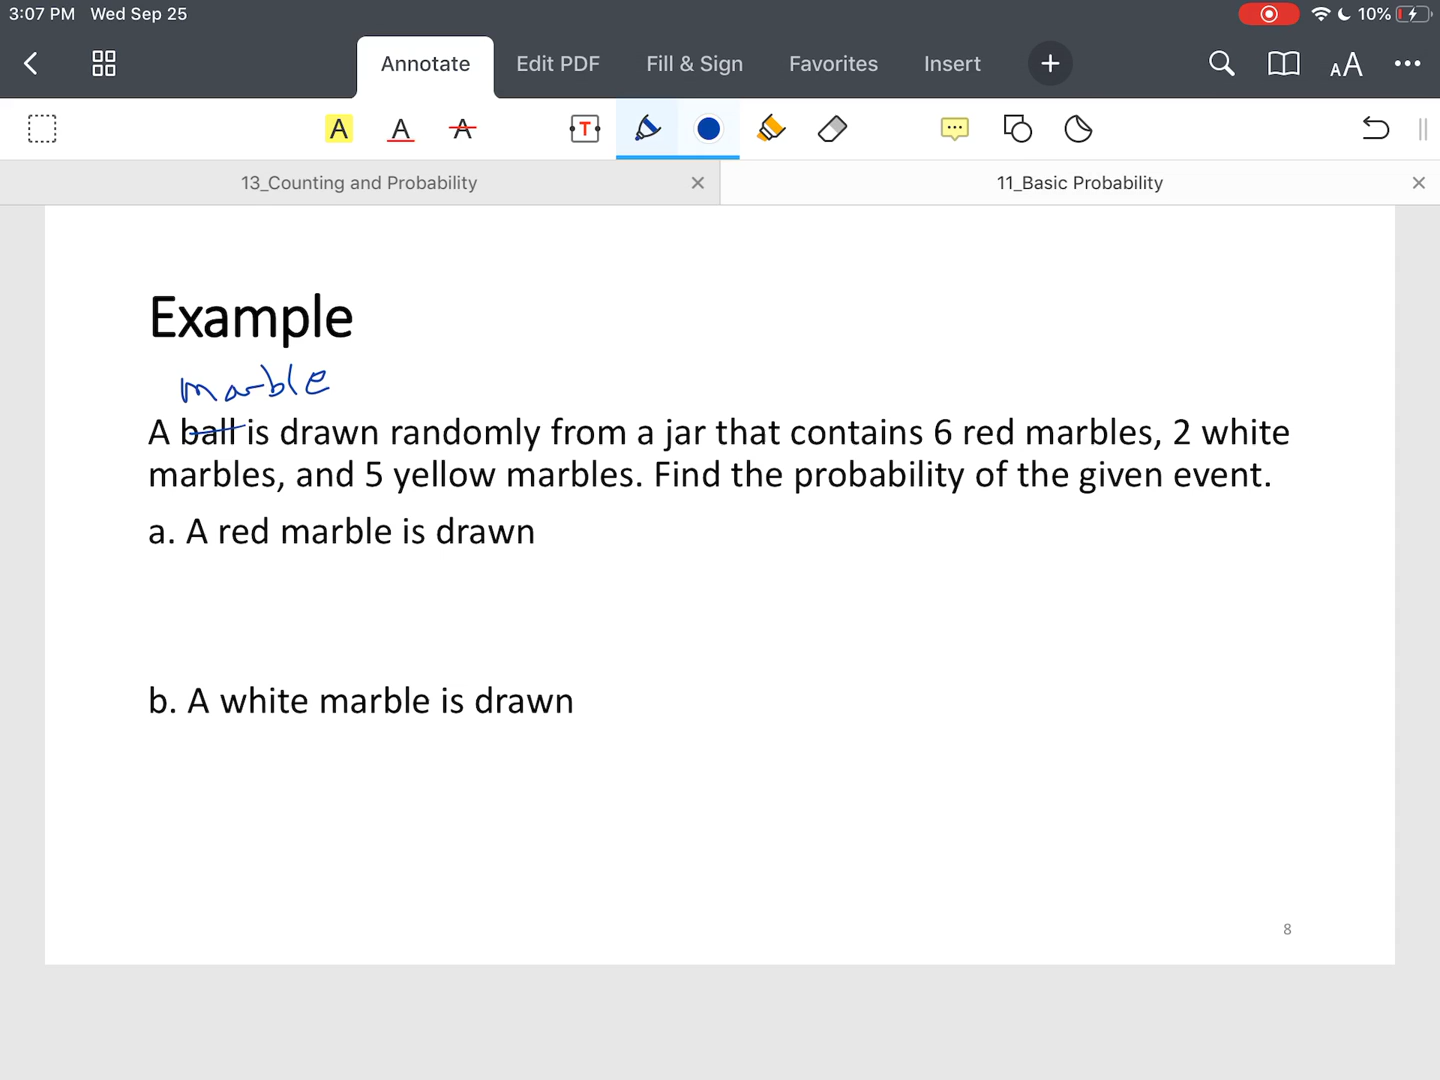 3:07 PM Wed Sep 25
10%
Annotate Edit PDF Fill & Sign Favorites Insert
AA
A A A T
13_Counting and Probability
11_Basic Probability
Example
marble
A ball is drawn randomly from a jar that contains 6 red marbles, 2 white
marbles, and 5 yellow marbles. Find the probability of the given event.
a. A red marble is drawn
b. A white marble is drawn
8